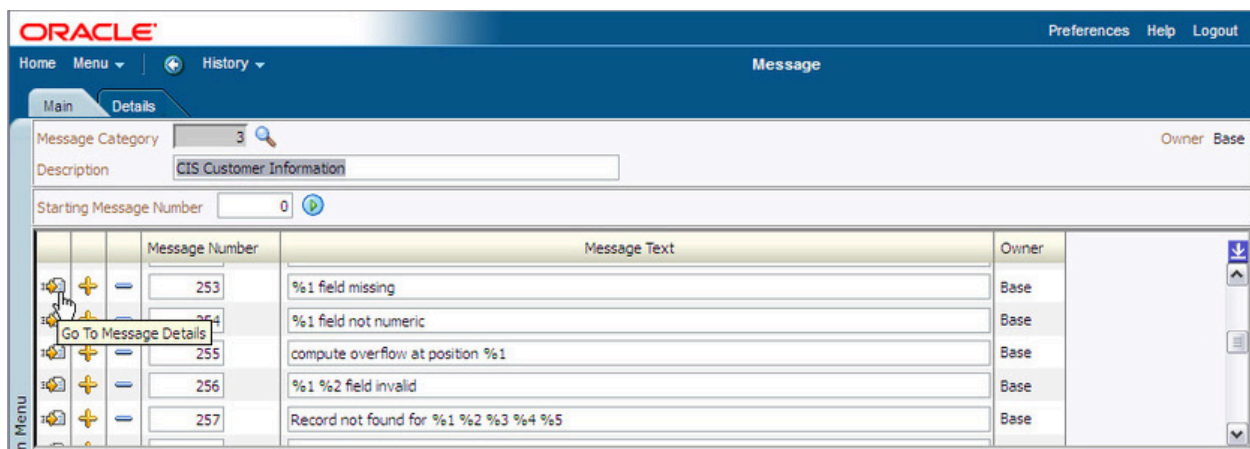 ORACLE
Preferences Help Logout
Home Menu History Message
Main Details
Message Category 3 Owner Base
Description CIS Customer Information
Starting Message Number 0
Message Number Message Text Owner
253 %1 field missing Base
254 %1 field not numeric Base
Go To Message Details
255 compute overflow at position %1 Base
256 %1 %2 field invalid Base
257 Record not found for %1 %2 %3 %4 %5 Base
Menu